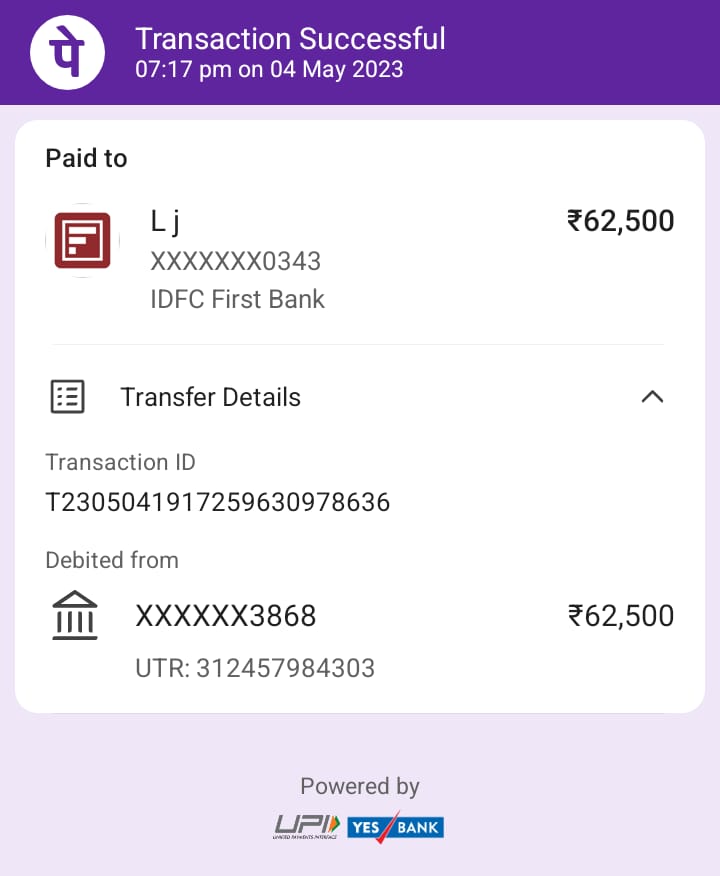 पे
Transaction Successful
07:17 pm on 04 May 2023
Paid to
L j
₹62,500
XXXXXXX0343
IDFC First Bank
Transfer Details
Transaction ID
T2305041917259630978636
Debited from
XXXXXX3868
₹62,500
UTR: 312457984303
Powered by
UPI
UNIFIED PAYMENTS INTERFACE
YES BANK